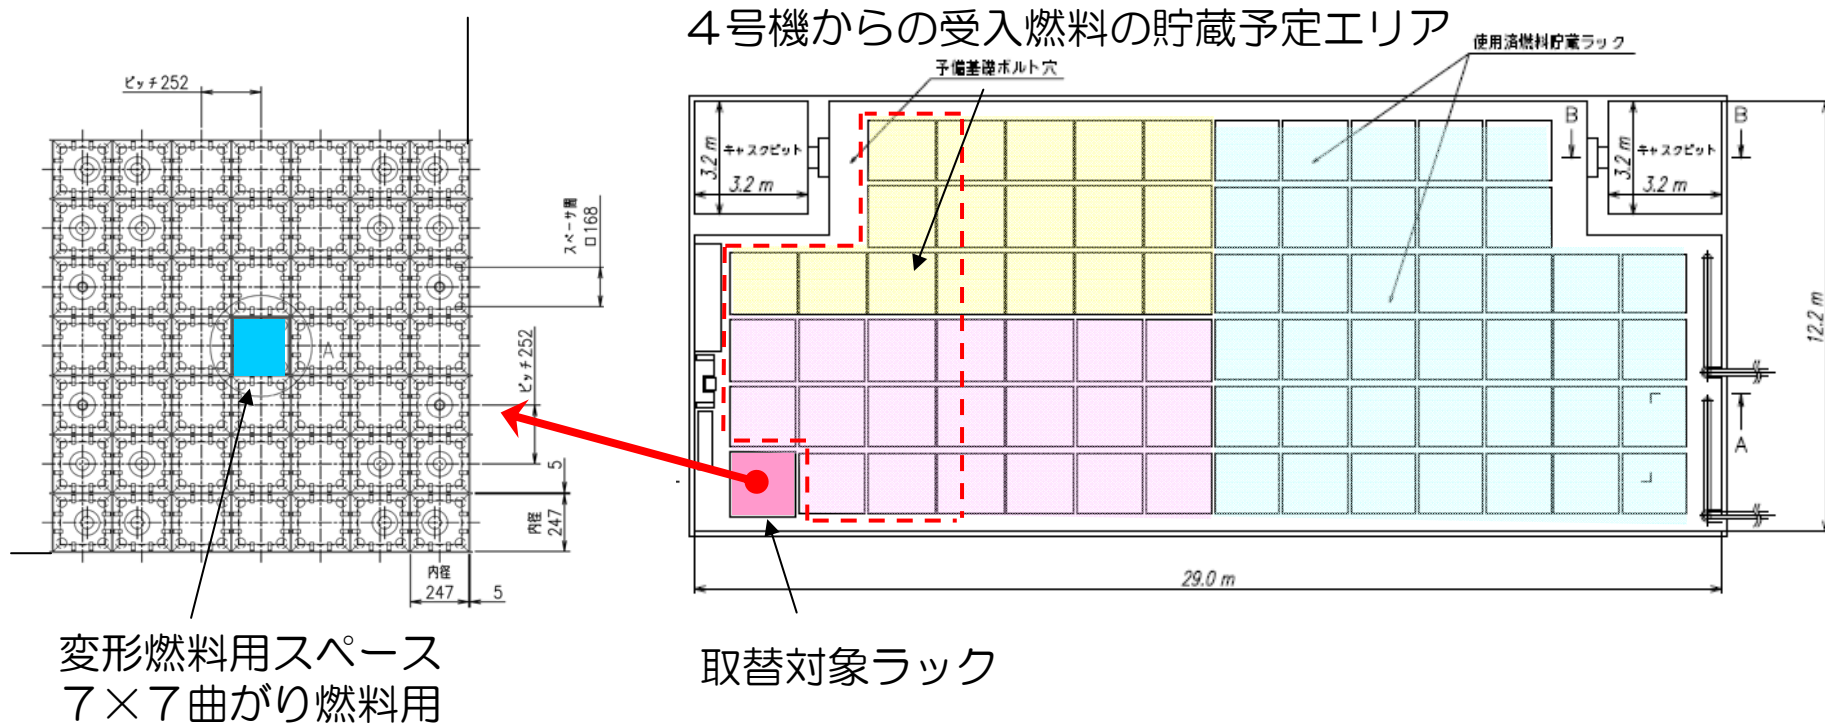 ４号機からの受入燃料の貯蔵予定エリア
使用済燃料貯蔵ラック
予備基礎ボルト穴
ピッチ252
B
B
キャスクピット
3.2 m
3.2 m
キャスクピット
3.2 m
3.2 m
スペーサ間
□168
12.2 m
A
ピッチ252
A
5
内径
247
内径
247
5
29.0 m
変形燃料用スペース
７×７曲がり燃料用
取替対象ラック